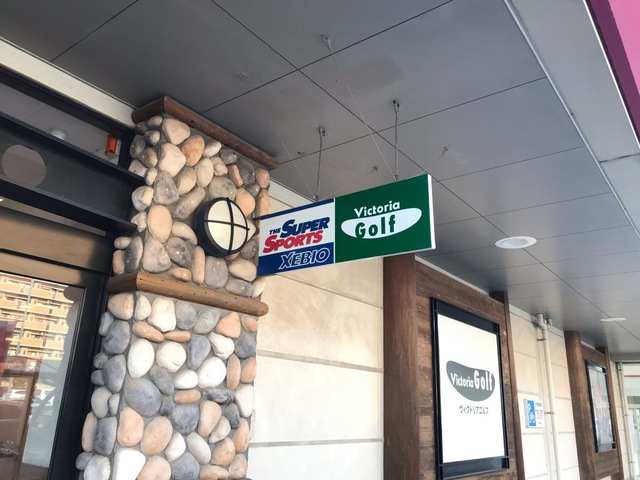 THE SUPER
SPORTS
XEBIO
Victoria
Golf
Victoria Golf
ヴィクトリアゴルフ